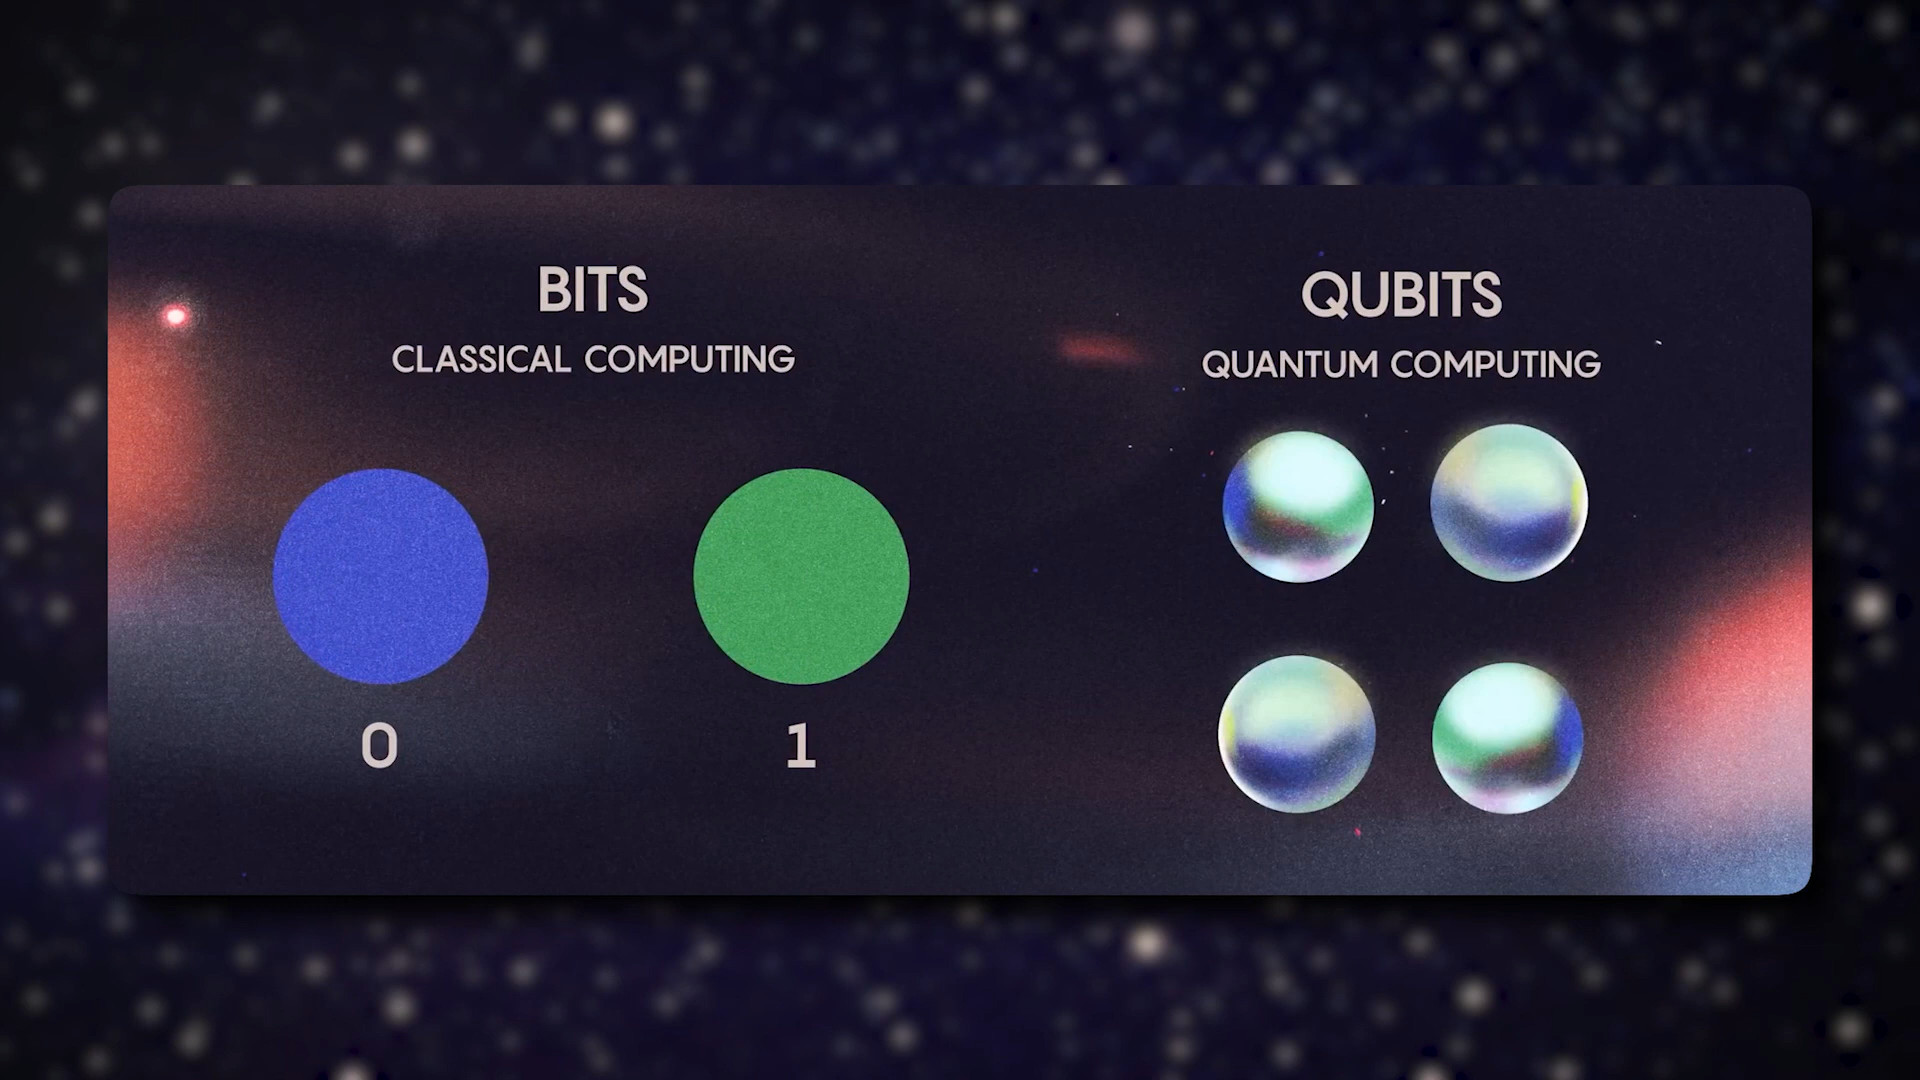 BITS
CLASSICAL COMPUTING
0
1
QUBITS
QUANTUM COMPUTING